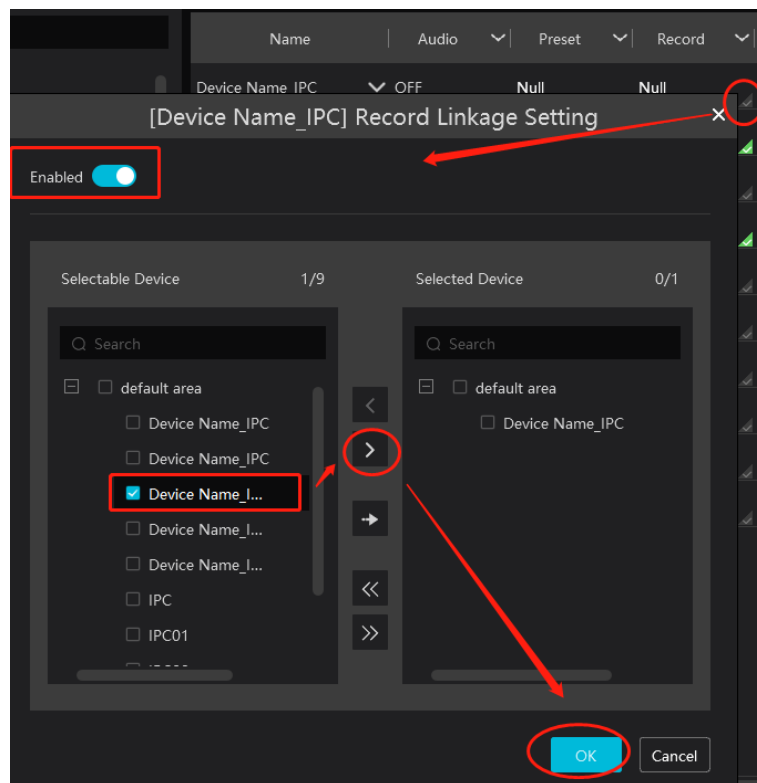 Name Audio Preset Record
Device Name_IPC OFF Null Null
[Device Name_IPC] Record Linkage Setting
Enabled
Selectable Device 1/9
Selected Device 0/1
Search
Search
default area
default area
Device Name_IPC
Device Name_IPC
Device Name_IPC
Device Name_I...
Device Name_I...
Device Name_I...
IPC
IPC01
OK
Cancel